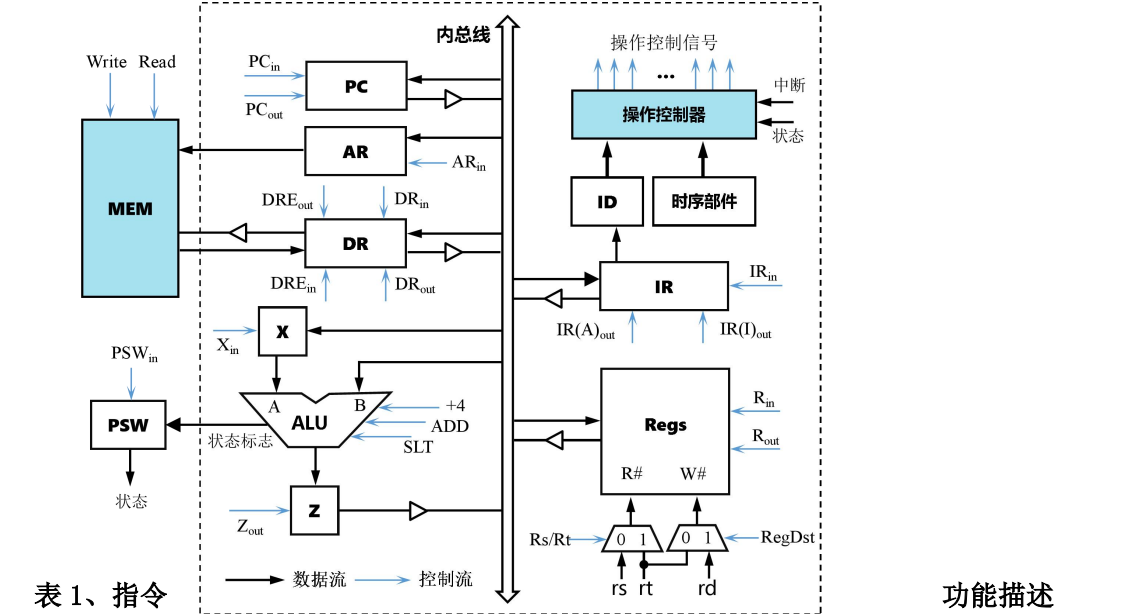 内总线
操作控制信号
Write Read
PCin
PC
PCout
...
中断
操作控制器
状态
AR
ARin
MEM
DREout
DRin
ID
时序部件
DR
DREin
DRout
IRin
IR
Xin
X
IR(A)out
IR(I)out
PSWin
A
B
+4
ALU
ADD
SLT
PSW
状态标志
状态
Rin
Regs
Rout
R# W#
Z
Zout
Rs/Rt
0 1
0 1
RegDst
rs rt rd
数据流
控制流
表 1、指令
功能描述